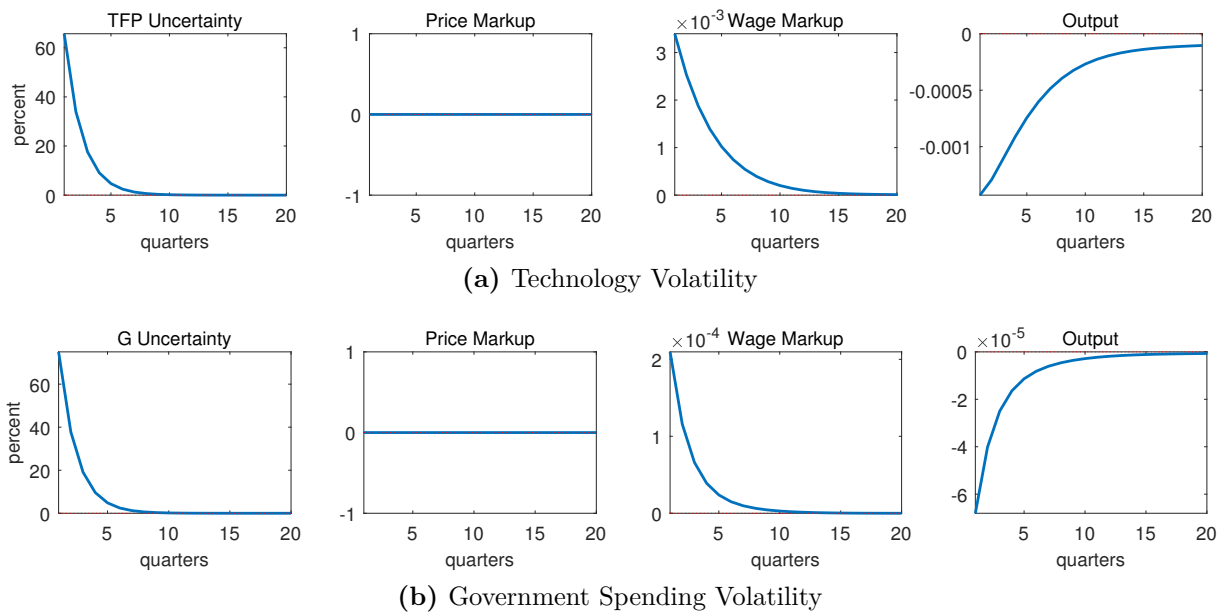 TFP Uncertainty
Price Markup
×10⁻³ Wage Markup
Output
percent
60
40
20
0
5 10 15 20
quarters
1
0
-1
5 10 15 20
quarters
3
2
1
0
5 10 15 20
quarters
0
-0.0005
-0.001
5 10 15 20
quarters
(a) Technology Volatility
G Uncertainty
Price Markup
×10⁻⁴ Wage Markup
×10⁻⁵ Output
percent
60
40
20
0
5 10 15 20
quarters
1
0
-1
5 10 15 20
quarters
2
1
0
5 10 15 20
quarters
0
-2
-4
-6
5 10 15 20
quarters
(b) Government Spending Volatility